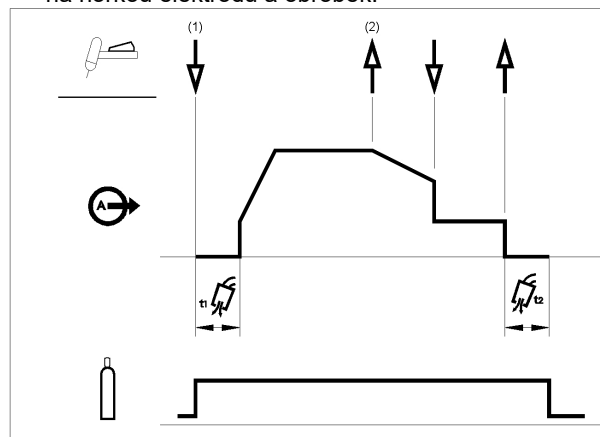 na horkou elektrodu a obrobek.
(1) (2)
A
t1 t2